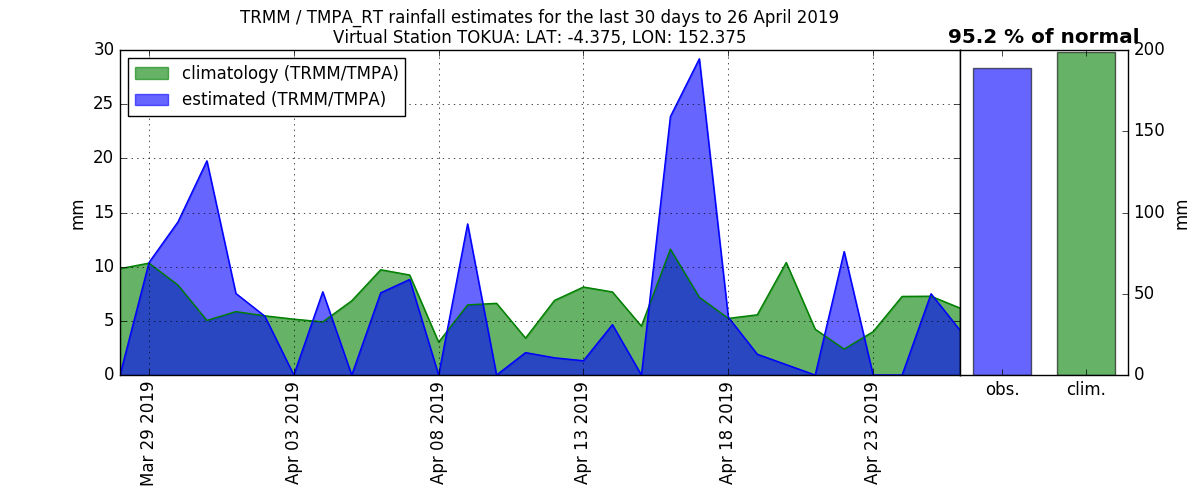 TRMM / TMPA_RT rainfall estimates for the last 30 days to 26 April 2019
Virtual Station TOKUA: LAT: -4.375, LON: 152.375
95.2 % of normal
climatology (TRMM/TMPA)
estimated (TRMM/TMPA)
30
25
20
15
10
5
0
mm
Mar 29 2019
Apr 03 2019
Apr 08 2019
Apr 13 2019
Apr 18 2019
Apr 23 2019
200
150
100
50
0
mm
obs.
clim.